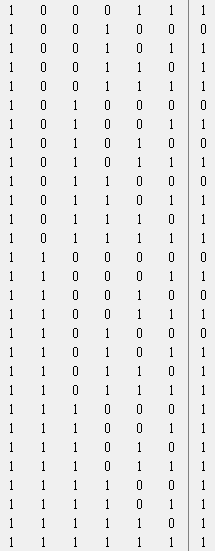 1 0 0 0 1 1 1
1 0 0 1 0 0 0
1 0 0 1 0 1 1
1 0 0 1 1 0 1
1 0 0 1 1 1 1
1 0 1 0 0 0 0
1 0 1 0 0 1 1
1 0 1 0 1 0 0
1 0 1 0 1 1 1
1 0 1 1 0 0 0
1 0 1 1 0 1 1
1 0 1 1 1 0 1
1 0 1 1 1 1 1
1 1 0 0 0 0 0
1 1 0 0 0 1 1
1 1 0 0 1 0 0
1 1 0 0 1 1 1
1 1 0 1 0 0 0
1 1 0 1 0 1 1
1 1 0 1 1 0 1
1 1 0 1 1 1 1
1 1 1 0 0 0 1
1 1 1 0 0 1 1
1 1 1 0 1 0 1
1 1 1 0 1 1 1
1 1 1 1 0 0 1
1 1 1 1 0 1 1
1 1 1 1 1 0 1
1 1 1 1 1 1 1